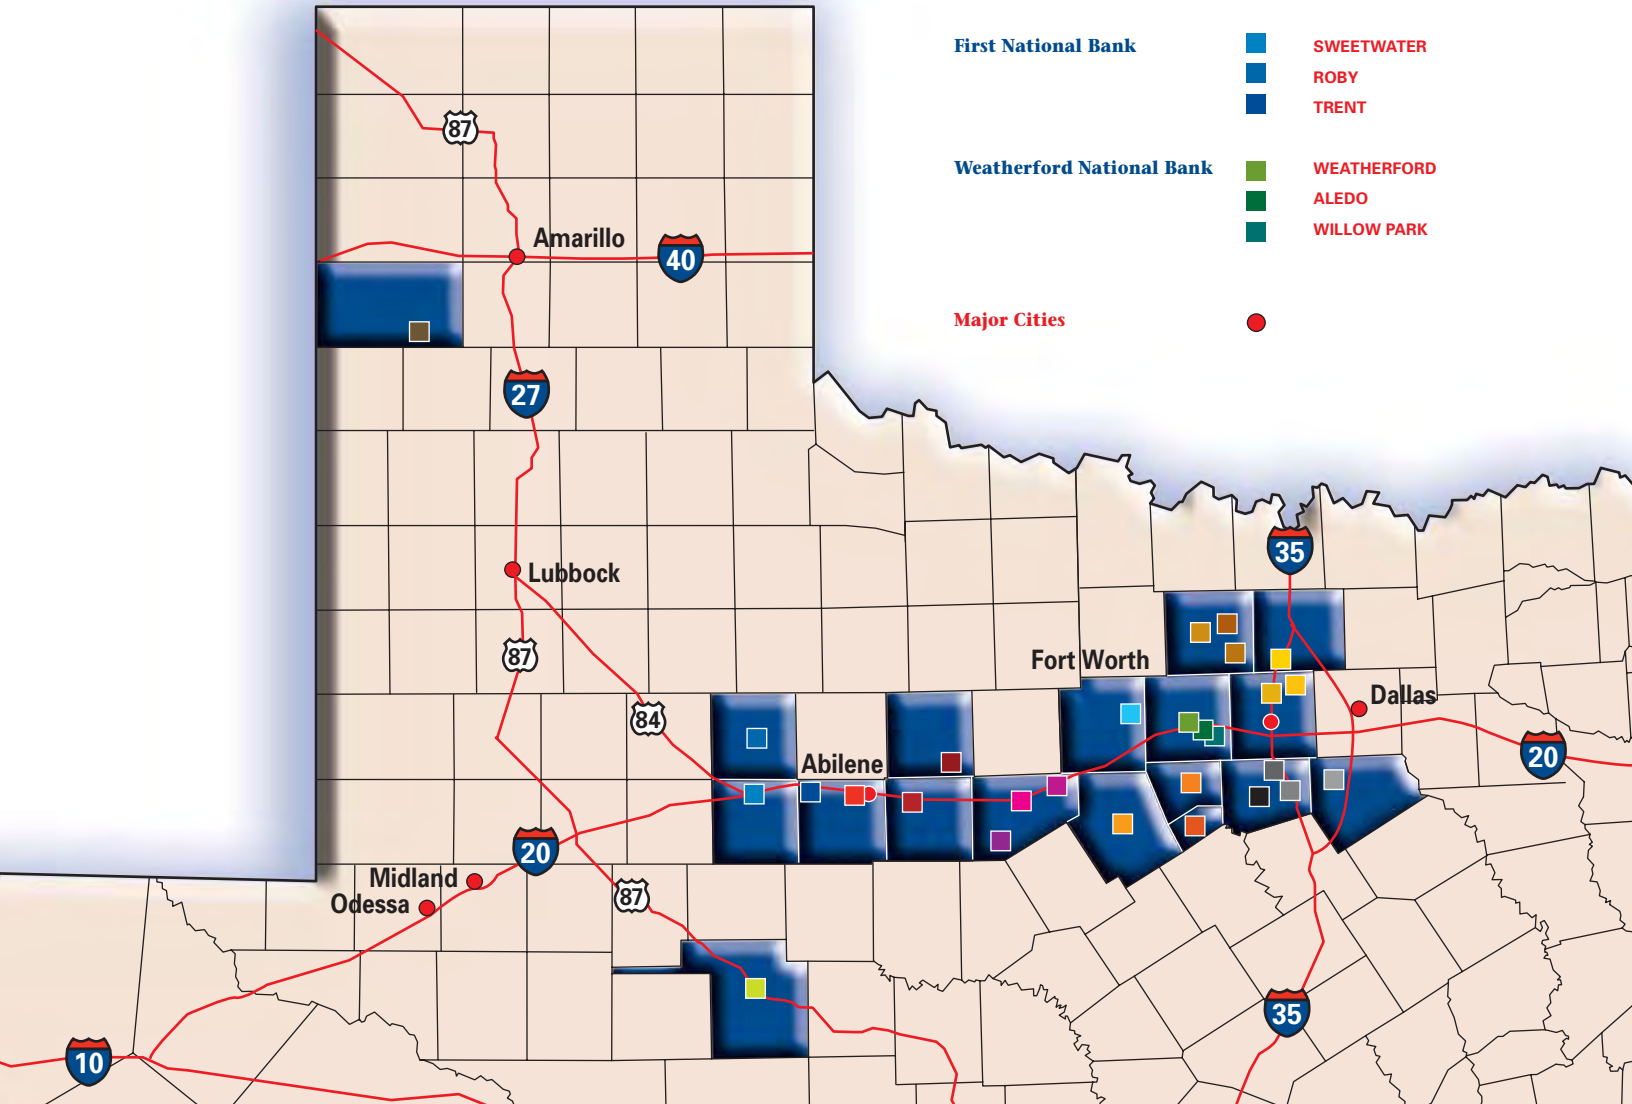 First National Bank
SWEETWATER
ROBY
TRENT
87
Weatherford National Bank
WEATHERFORD
ALEDO
WILLOW PARK
Amarillo
40
Major Cities
27
35
Lubbock
87
Fort Worth
Dallas
84
20
Abilene
20
Midland
87
Odessa
35
10